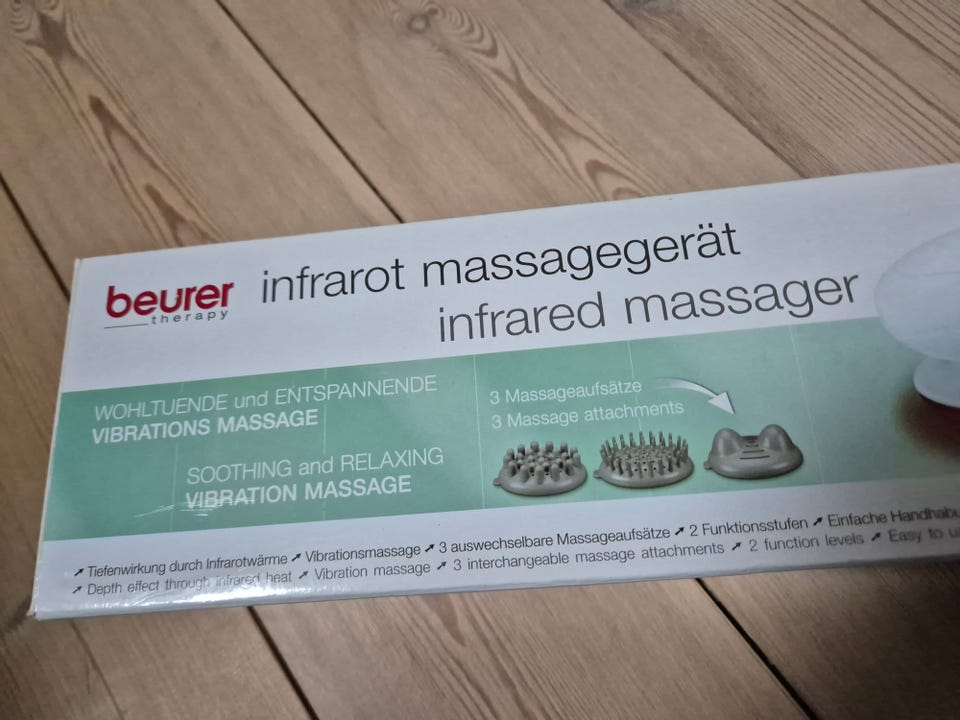 beurer
therapy
infrarot massagegerät
infrared massager
WOHLTUENDE und ENTSPANNENDE
VIBRATIONS MASSAGE
SOOTHING and RELAXING
VIBRATION MASSAGE
3 Massageaufsätze
3 Massage attachments
↗ Tiefenwirkung durch Infrarotwärme ↗ Vibrationsmassage ↗ 3 auswechselbare Massageaufsätze ↗ 2 Funktionsstufen ↗ Einfache
↗ Depth effect through infrared heat ↗ Vibration massage ↗ 3 interchangeable massage attachments ↗ 2 function levels ↗ Easy to